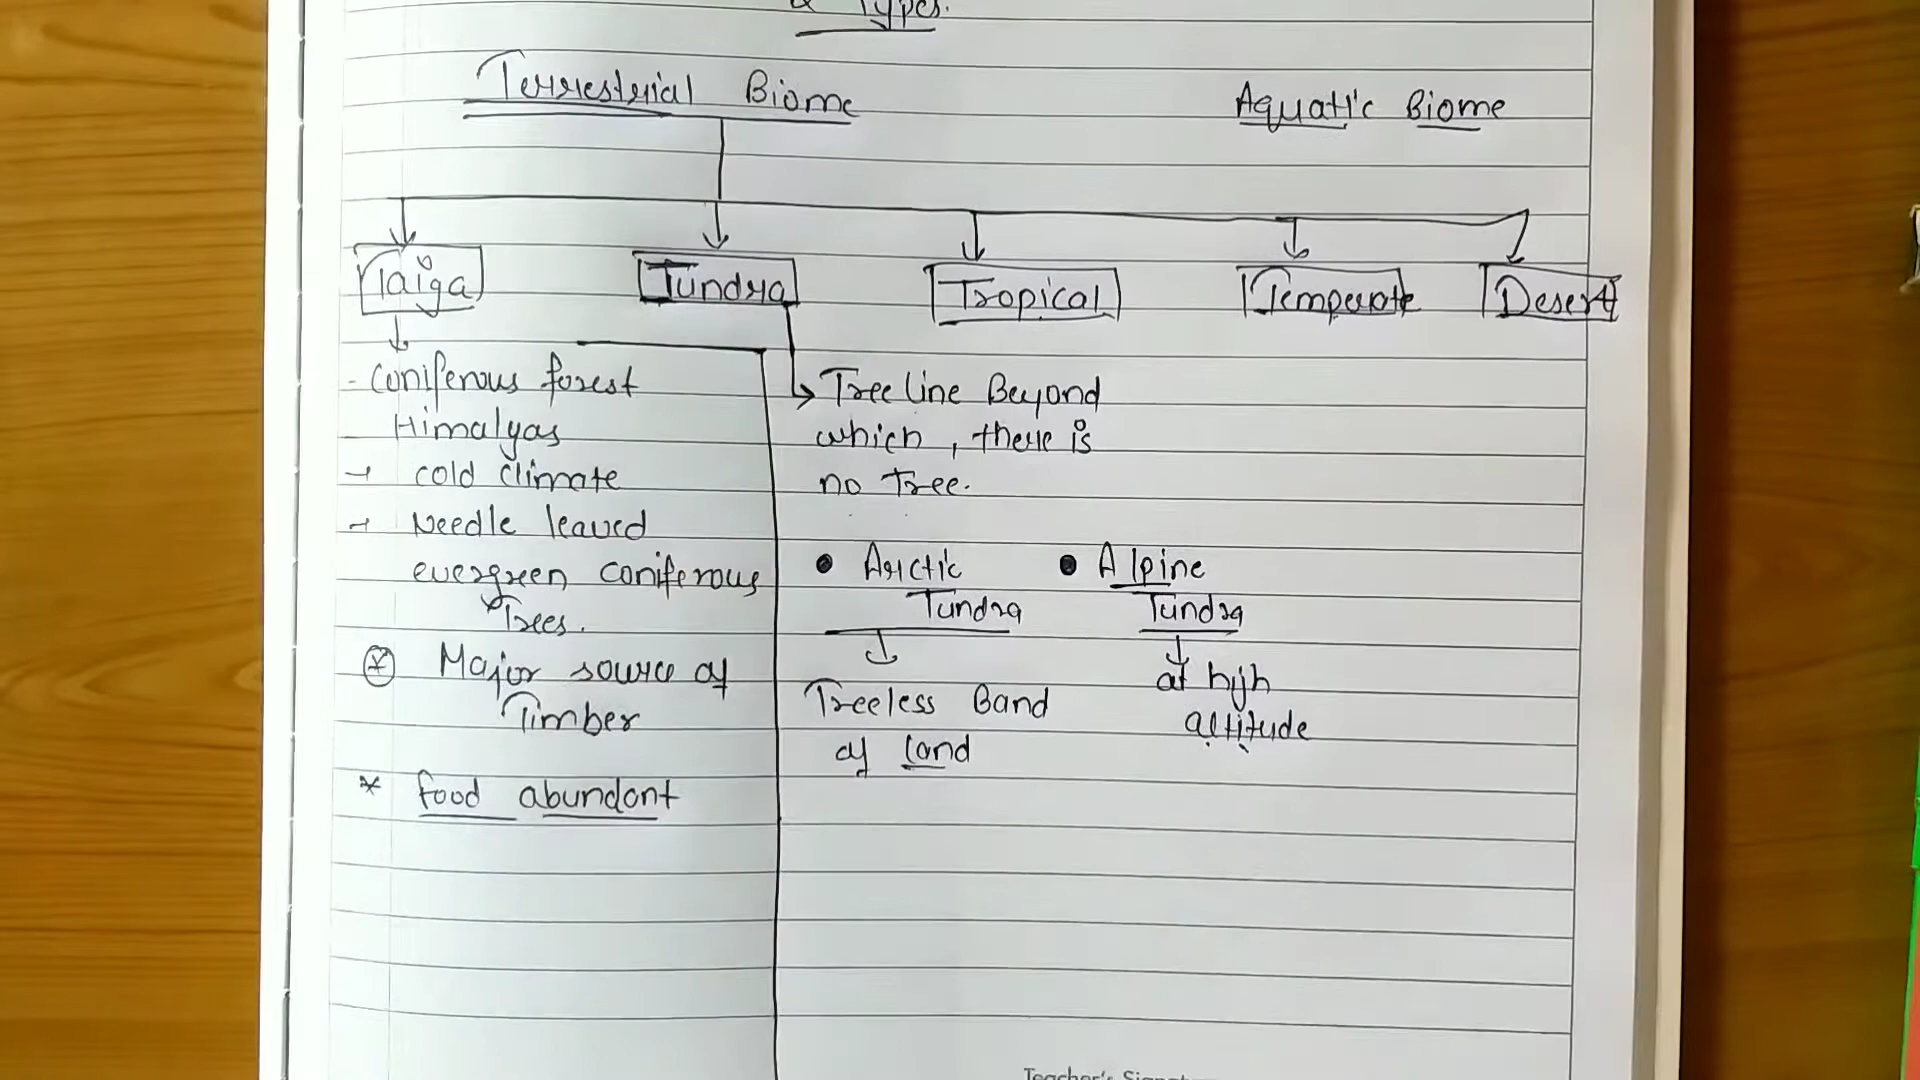 & Types.
Terrestrial Biome
Aquatic Biome
Taiga
Tundra
Tropical
Temperate
Desert
- Coniferous forest
Himalyas
→ cold climate
→ Needle leaved
evergreen coniferous
Trees.
* Major source of
Timber
* food abundant
Tree line Beyond
which, there is
no Tree.
• Arctic
Tundra
Treeless Band
of land
• Alpine
Tundra
at high
altitude